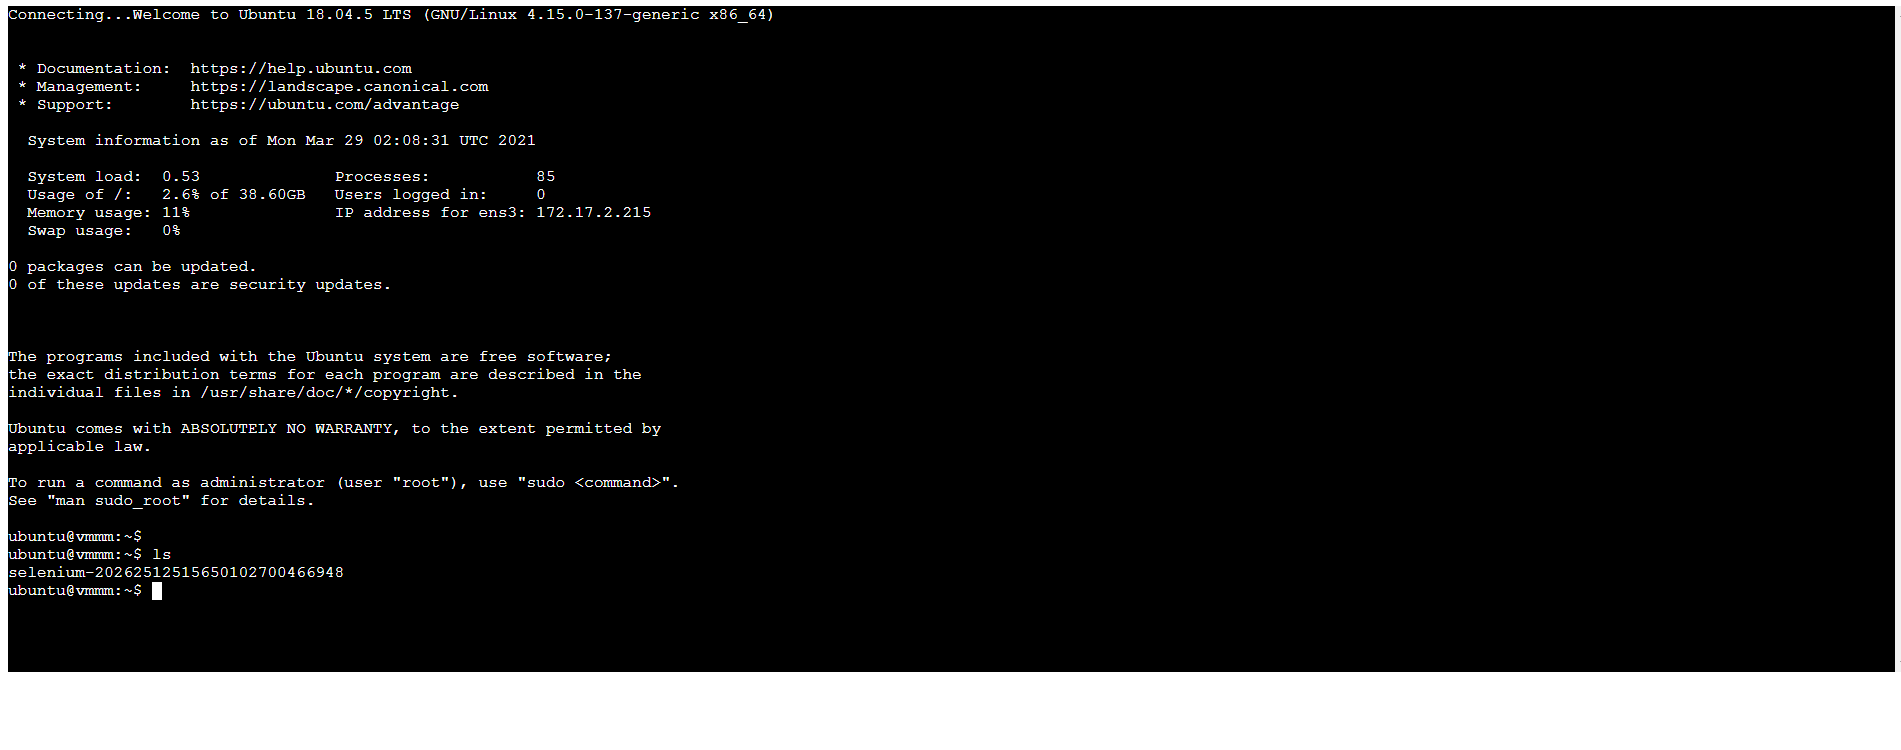 Connecting...Welcome to Ubuntu 18.04.5 LTS (GNU/Linux 4.15.0-137-generic x86_64)
* Documentation:  https://help.ubuntu.com
* Management:     https://landscape.canonical.com
* Support:        https://ubuntu.com/advantage
System information as of Mon Mar 29 02:08:31 UTC 2021
System load:  0.53              Processes:           85
Usage of /:   2.6% of 38.60GB   Users logged in:     0
Memory usage: 11%               IP address for ens3: 172.17.2.215
Swap usage:   0%
0 packages can be updated.
0 of these updates are security updates.
The programs included with the Ubuntu system are free software;
the exact distribution terms for each program are described in the
individual files in /usr/share/doc/*/copyright.
Ubuntu comes with ABSOLUTELY NO WARRANTY, to the extent permitted by
applicable law.
To run a command as administrator (user "root"), use "sudo <command>".
See "man sudo_root" for details.
ubuntu@vmmm:~$
ubuntu@vmmm:~$ ls
selenium-20262512515650102700466948
ubuntu@vmmm:~$